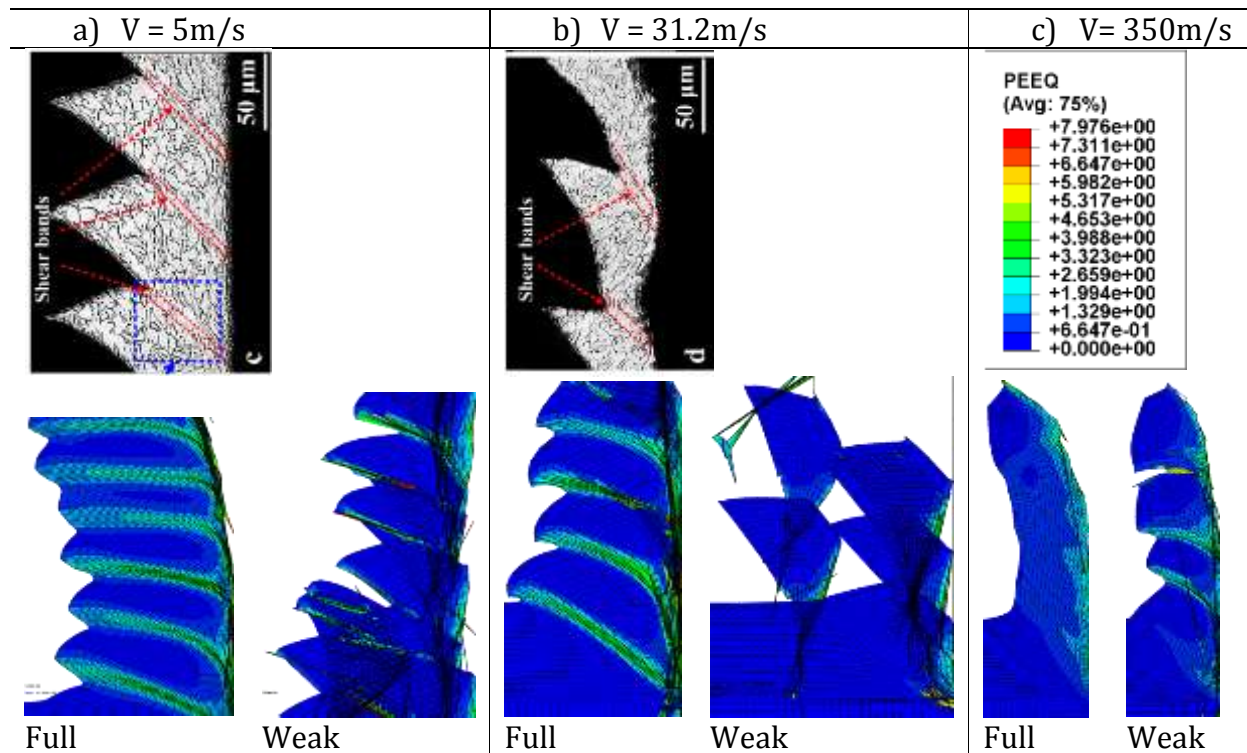 a) V = 5m/s
b) V = 31.2m/s
c) V= 350m/s
Shear bands
50 µm
c
Shear bands
50 µm
d
PEEQ
(Avg: 75%)
+7.976e+00
+7.311e+00
+6.647e+00
+5.982e+00
+5.317e+00
+4.653e+00
+3.988e+00
+3.323e+00
+2.659e+00
+1.994e+00
+1.329e+00
+6.647e-01
+0.000e+00
Full
Weak
Full
Weak
Full
Weak